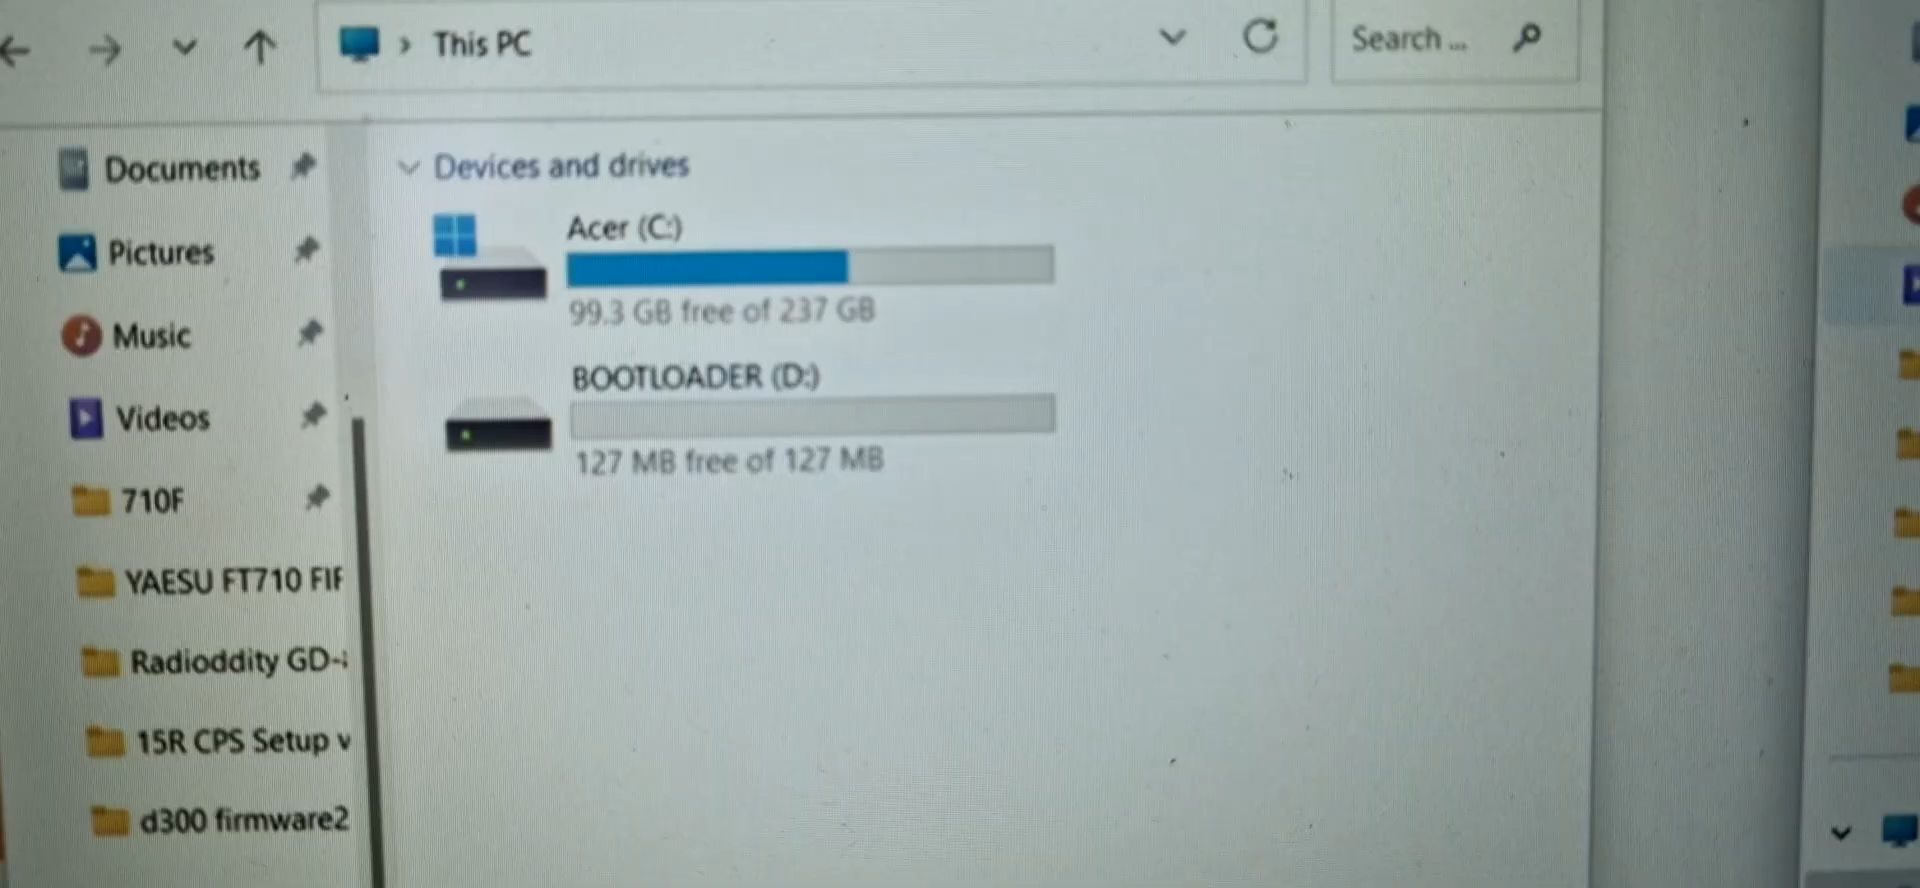 This PC
Search ...
Documents
Pictures
Music
Videos
710F
YAESU FT710 FIF
Radioddity GD-
15R CPS Setup v
d300 firmware2
Devices and drives
Acer (C:)
99.3 GB free of 237 GB
BOOTLOADER (D:)
127 MB free of 127 MB